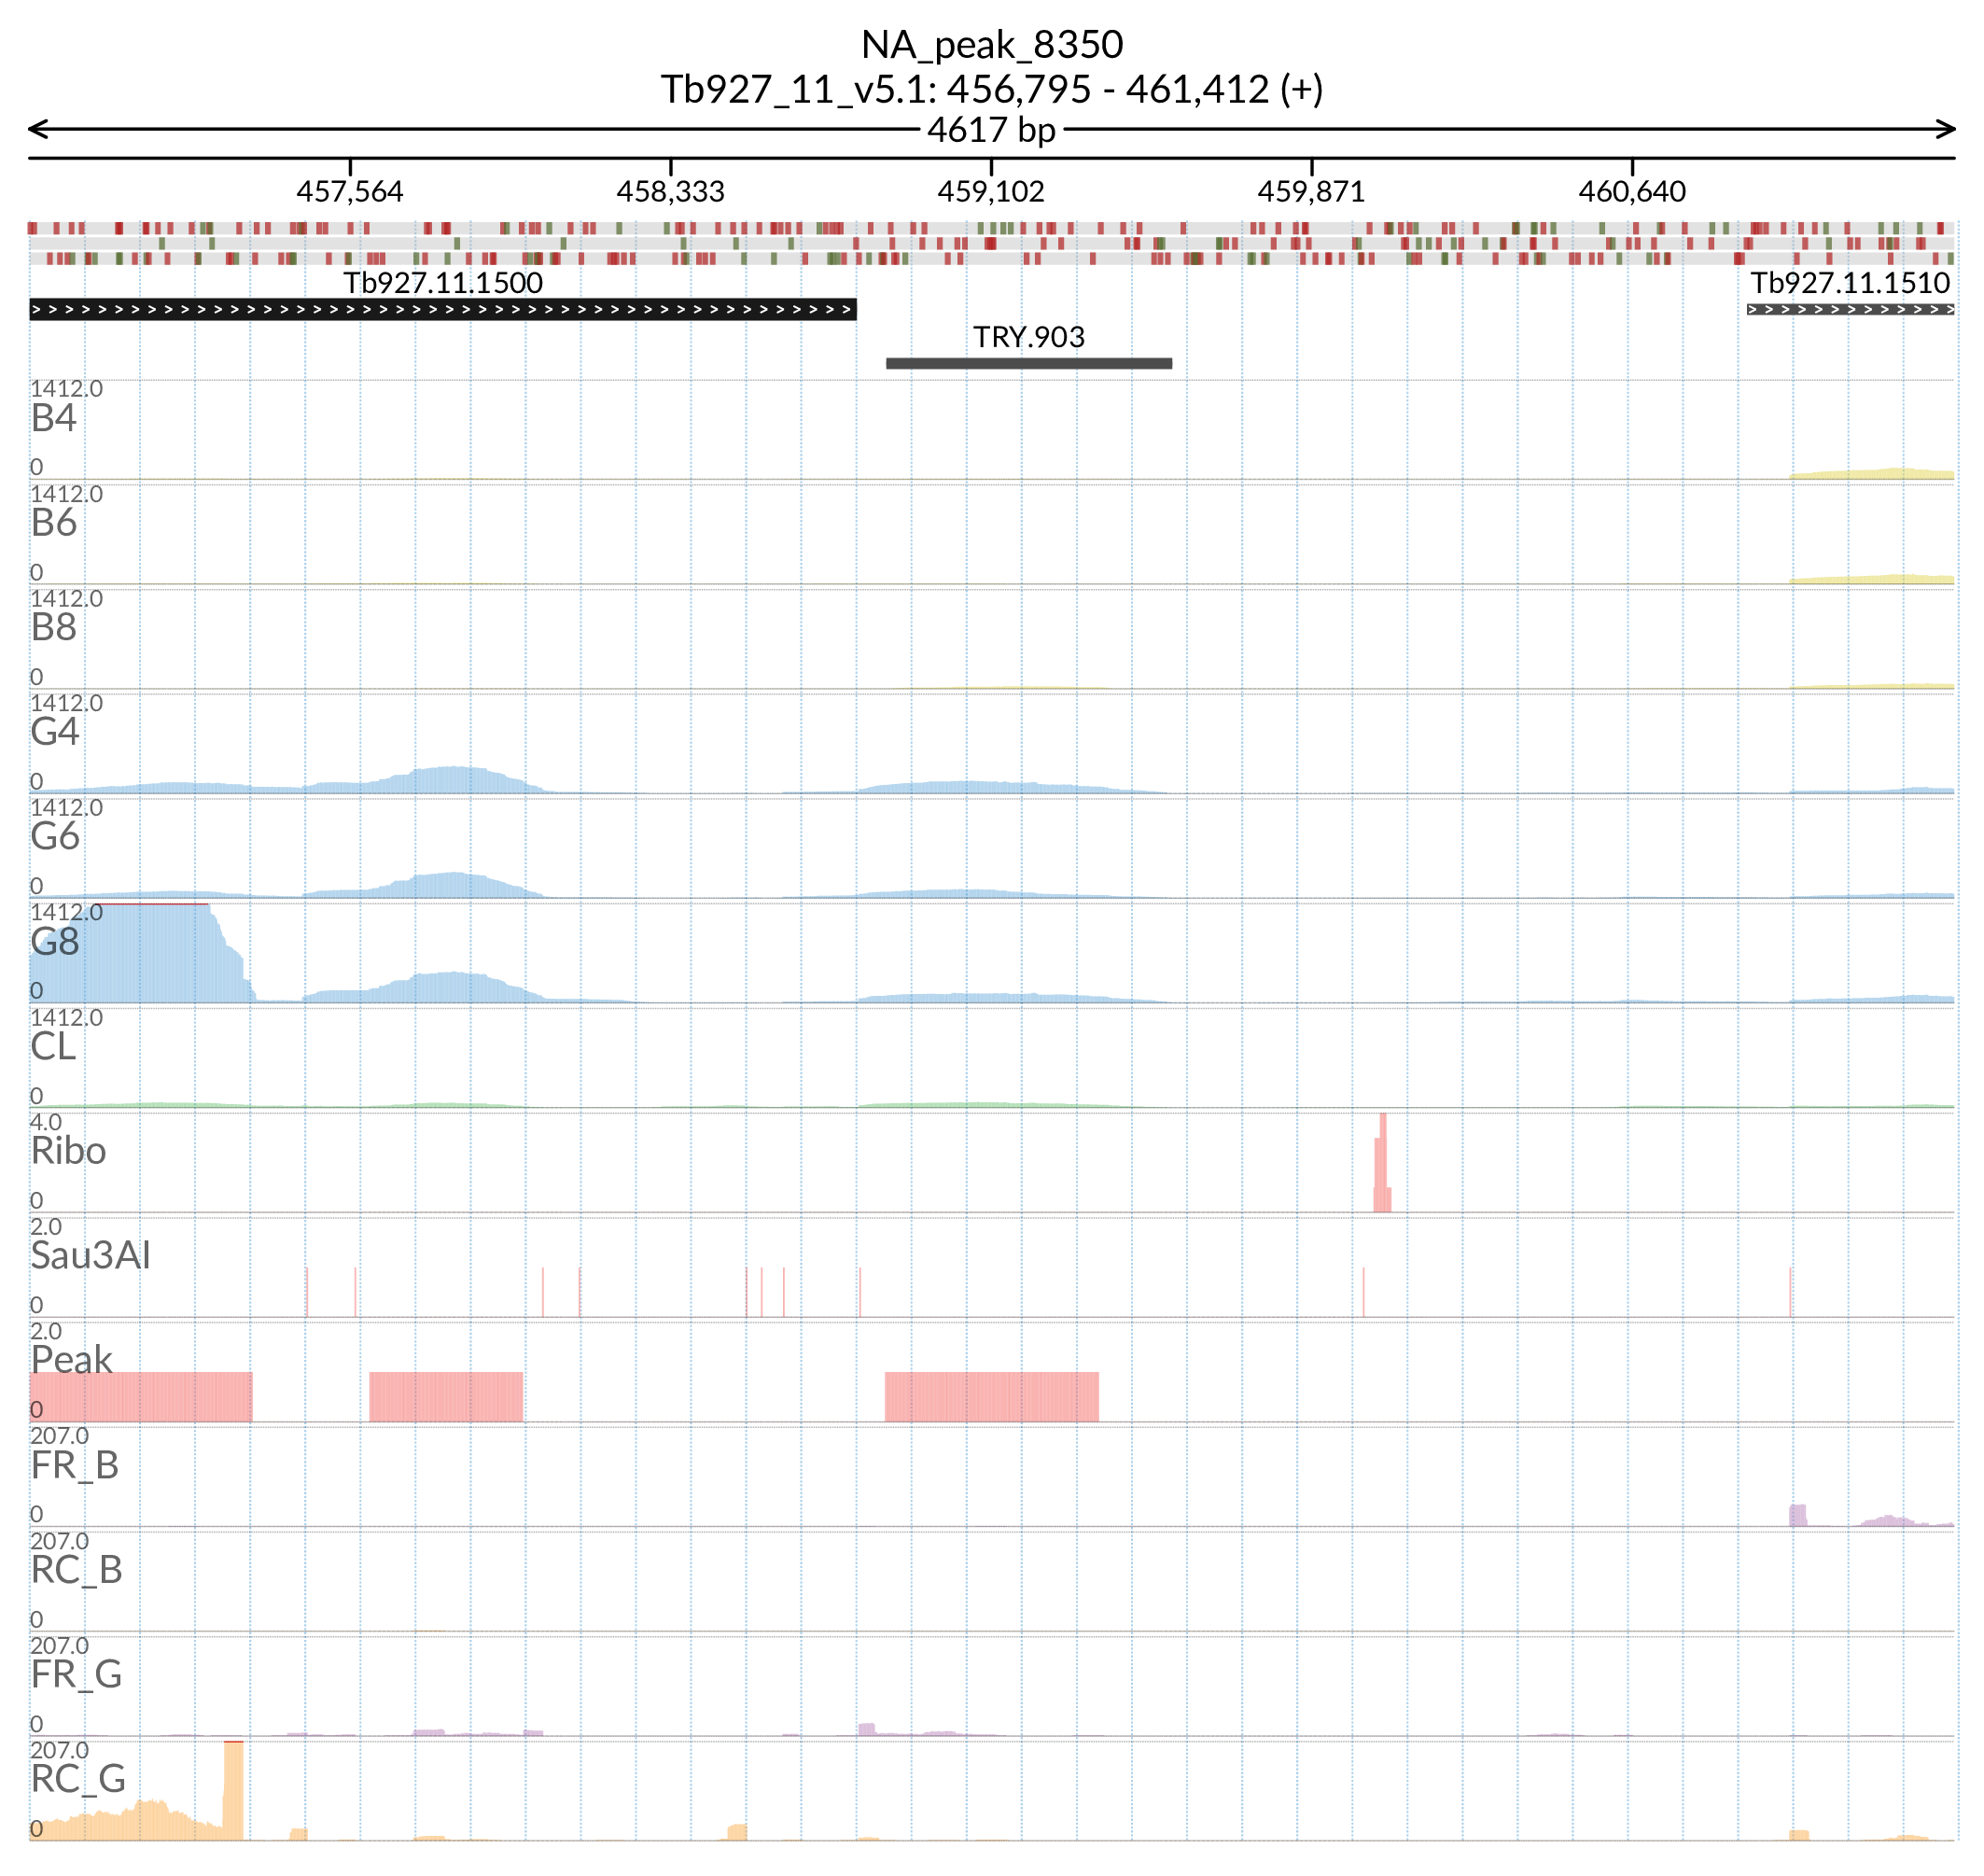 NA_peak_8350
Tb927_11_v5.1: 456,795 - 461,412 (+)
4617 bp
457,564 458,333 459,102 459,871 460,640
Tb927.11.1500 Tb927.11.1510
TRY.903
1412.0
B4
0
1412.0
B6
0
1412.0
B8
0
1412.0
G4
0
1412.0
G6
0
1412.0
G8
0
1412.0
CL
0
4.0
Ribo
0
2.0
Sau3AI
0
2.0
Peak
0
207.0
FR_B
0
207.0
RC_B
0
207.0
FR_G
0
207.0
RC_G
0